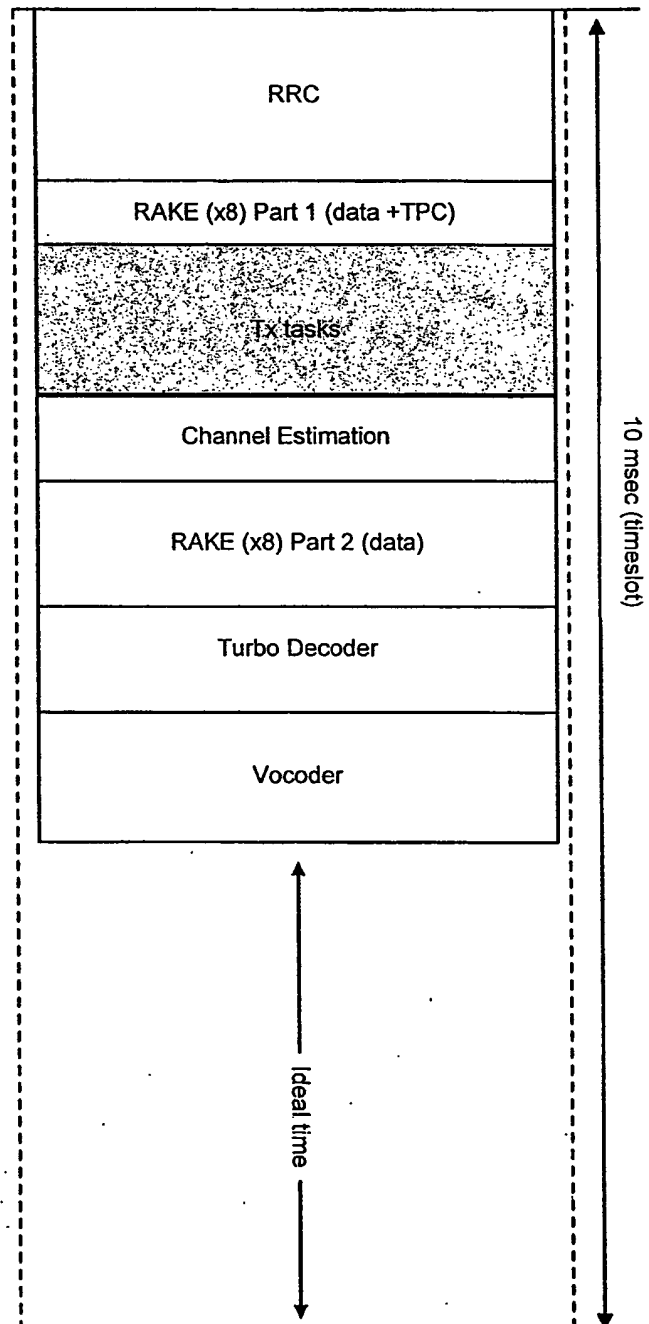 RRC
RAKE (x8) Part 1 (data +TPC)
Tx tasks
Channel Estimation
RAKE (x8) Part 2 (data)
Turbo Decoder
Vocoder
10 msec (timeslot)
Ideal time